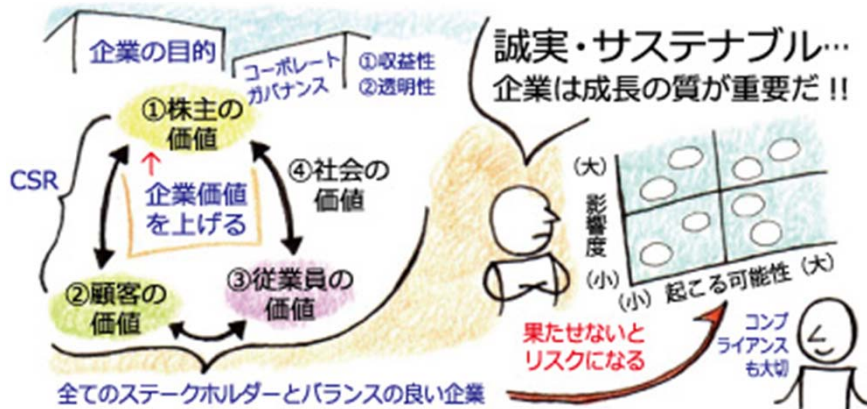 企業の目的
コーポレート
ガバナンス
①収益性
②透明性
①株主の
価値
CSR
企業価値
を上げる
④社会の
価値
②顧客の
価値
③従業員の
価値
全てのステークホルダーとバランスの良い企業
誠実・サステナブル…
企業は成長の質が重要だ!!
(大)
影響度
(小)
(小) 起こる可能性 (大)
果たせないと
リスクになる
コンプ
ライアンス
も大切